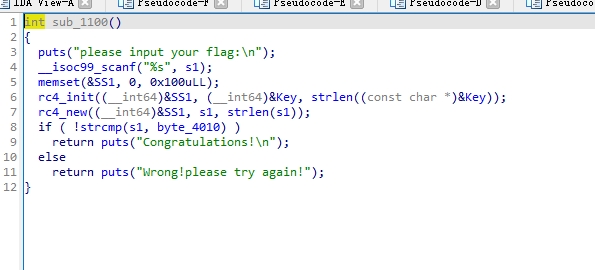 IDA View-A Pseudocode-F Pseudocode-E Pseudocode-D Pseudoco
1 int sub_1100()
2 {
3 puts("please input your flag:\n");
4 __isoc99_scanf("%s", s1);
5 memset(&SS1, 0, 0x100uLL);
6 rc4_init((__int64)&SS1, (__int64)&Key, strlen((const char *)&Key));
7 rc4_new((__int64)&SS1, s1, strlen(s1));
8 if ( !strcmp(s1, byte_4010) )
9 return puts("Congratulations!\n");
10 else
11 return puts("Wrong!please try again!");
12 }